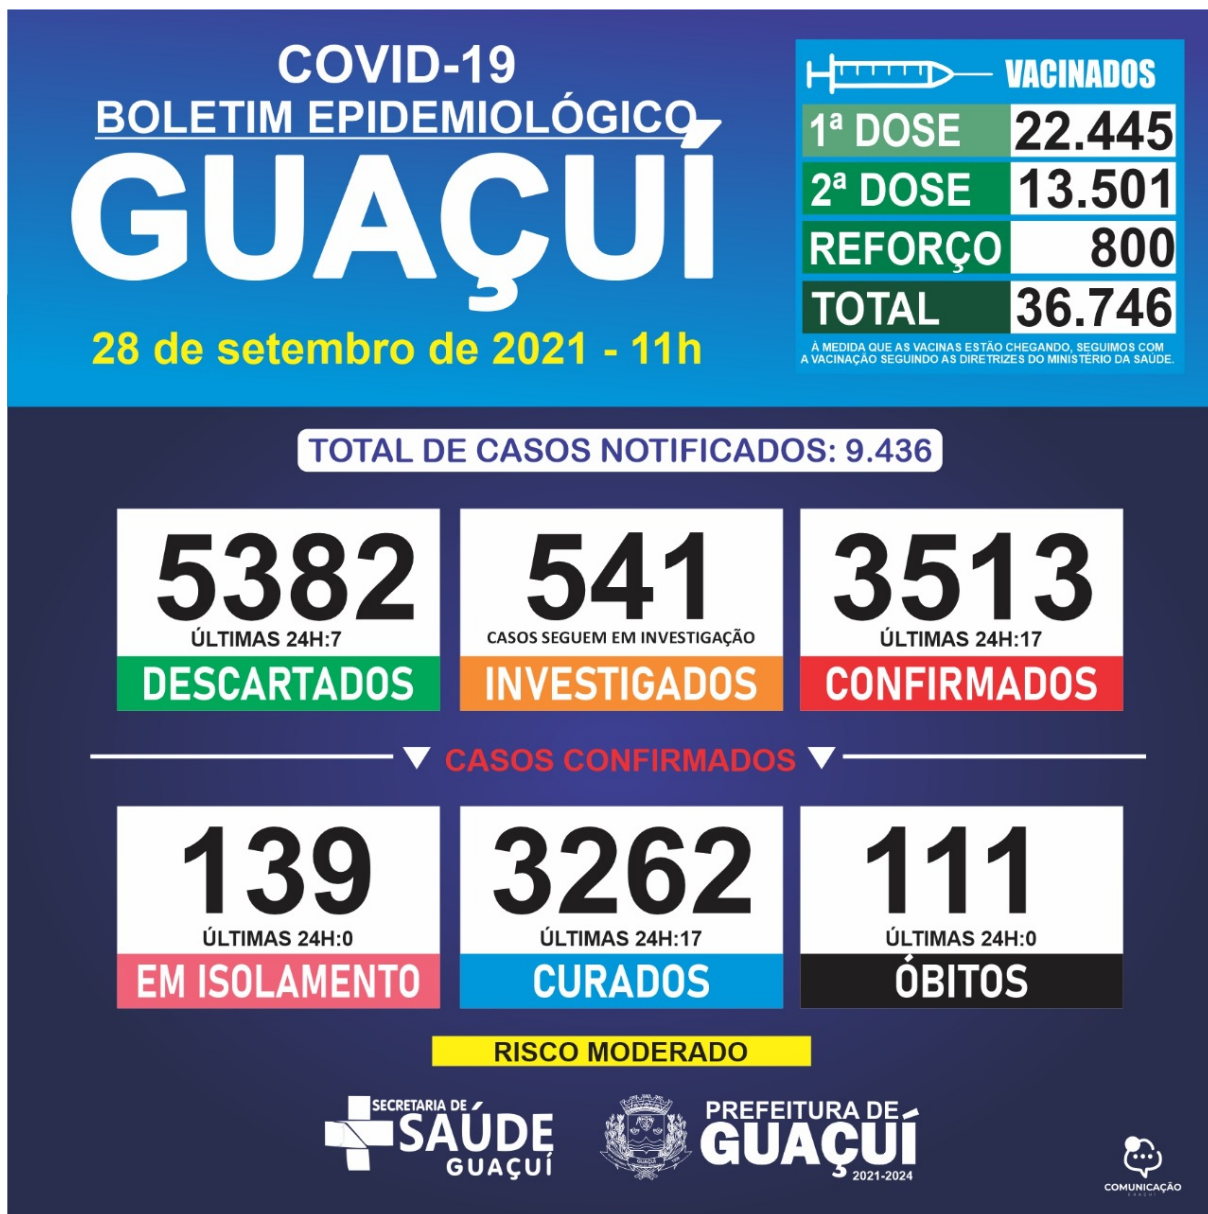 COVID-19
BOLETIM EPIDEMIOLÓGICO
GUAÇUÍ
28 de setembro de 2021 - 11h
VACINADOS
1ª DOSE 22.445
2ª DOSE 13.501
REFORÇO 800
TOTAL 36.746
À MEDIDA QUE AS VACINAS ESTÃO CHEGANDO, SEGUIMOS COM
A VACINAÇÃO SEGUINDO AS DIRETRIZES DO MINISTÉRIO DA SAÚDE.
TOTAL DE CASOS NOTIFICADOS: 9.436
5382
ÚLTIMAS 24H:7
DESCARTADOS
541
CASOS SEGUEM EM INVESTIGAÇÃO
INVESTIGADOS
3513
ÚLTIMAS 24H:17
CONFIRMADOS
CASOS CONFIRMADOS
139
ÚLTIMAS 24H:0
EM ISOLAMENTO
3262
ÚLTIMAS 24H:17
CURADOS
111
ÚLTIMAS 24H:0
ÓBITOS
RISCO MODERADO
SECRETARIA DE
SAÚDE
GUAÇUÍ
GUAÇUÍ
PREFEITURA DE
GUAÇUÍ
2021-2024
COMUNICAÇÃO
GUAÇUÍ